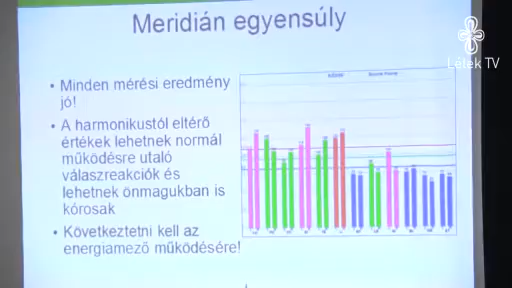 Meridián egyensúly
Lélek TV
• Minden mérési eredmény
jó!
• A harmonikustól eltérő
értékek lehetnek normál
működésre utaló
válaszreakciók és
lehetnek önmagukban is
kórosak
• Következtetni kell az
energiamező működésére!